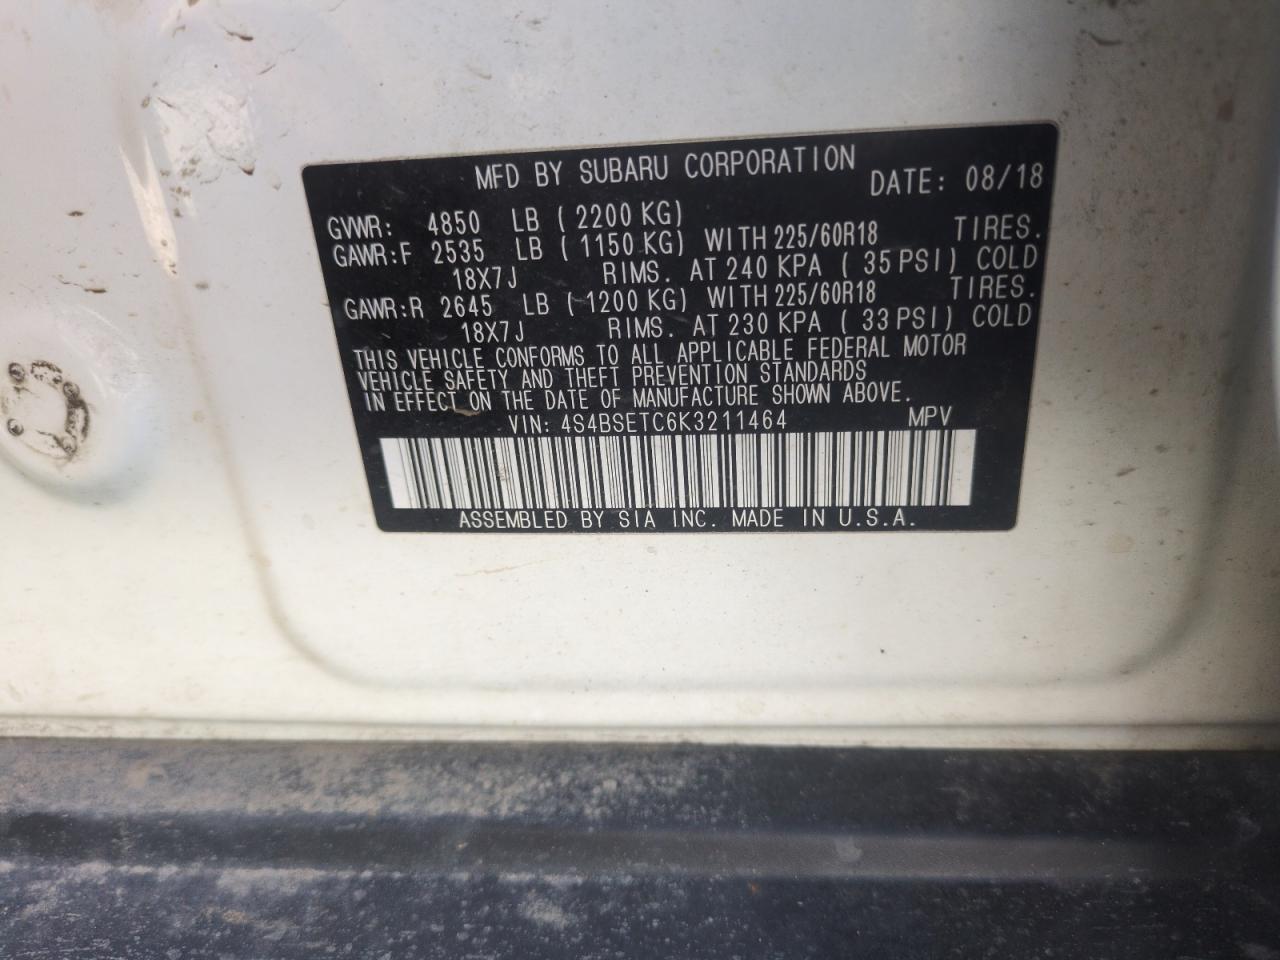 MFD BY SUBARU CORPORATION
DATE: 08/18
GVWR: 4850 LB (2200 KG)
GAWR:F 2535 LB (1150 KG) WITH 225/60R18 TIRES.
18X7J RIMS. AT 240 KPA (35 PSI) COLD
GAWR:R 2645 LB (1200 KG) WITH 225/60R18 TIRES.
18X7J RIMS. AT 230 KPA (33 PSI) COLD
THIS VEHICLE CONFORMS TO ALL APPLICABLE FEDERAL MOTOR
VEHICLE SAFETY AND THEFT PREVENTION STANDARDS
IN EFFECT ON THE DATE OF MANUFACTURE SHOWN ABOVE.
VIN: 4S4BSETC6K3211464 MPV
ASSEMBLED BY SIA INC. MADE IN U.S.A.